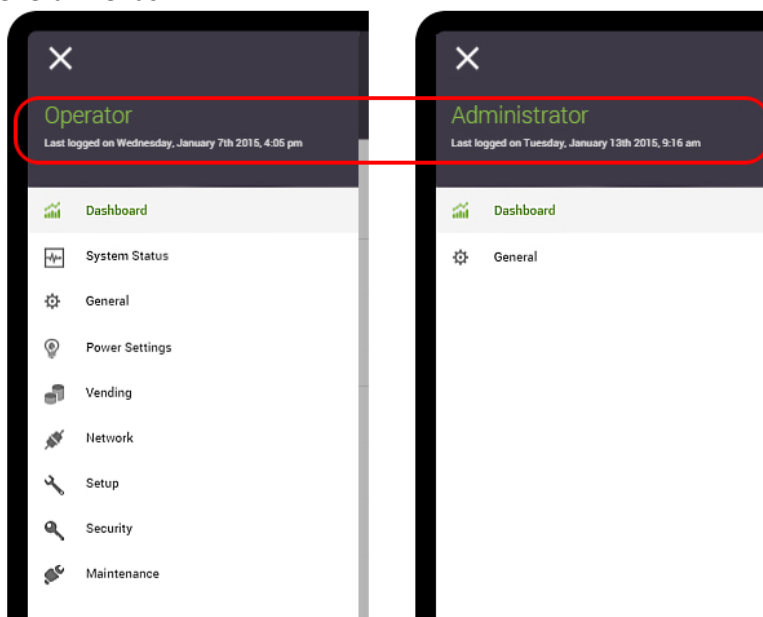 Operator
Last logged on Wednesday, January 7th 2015, 4:05 pm
Dashboard
System Status
General
Power Settings
Vending
Network
Setup
Security
Maintenance
Administrator
Last logged on Tuesday, January 13th 2015, 9:16 am
Dashboard
General